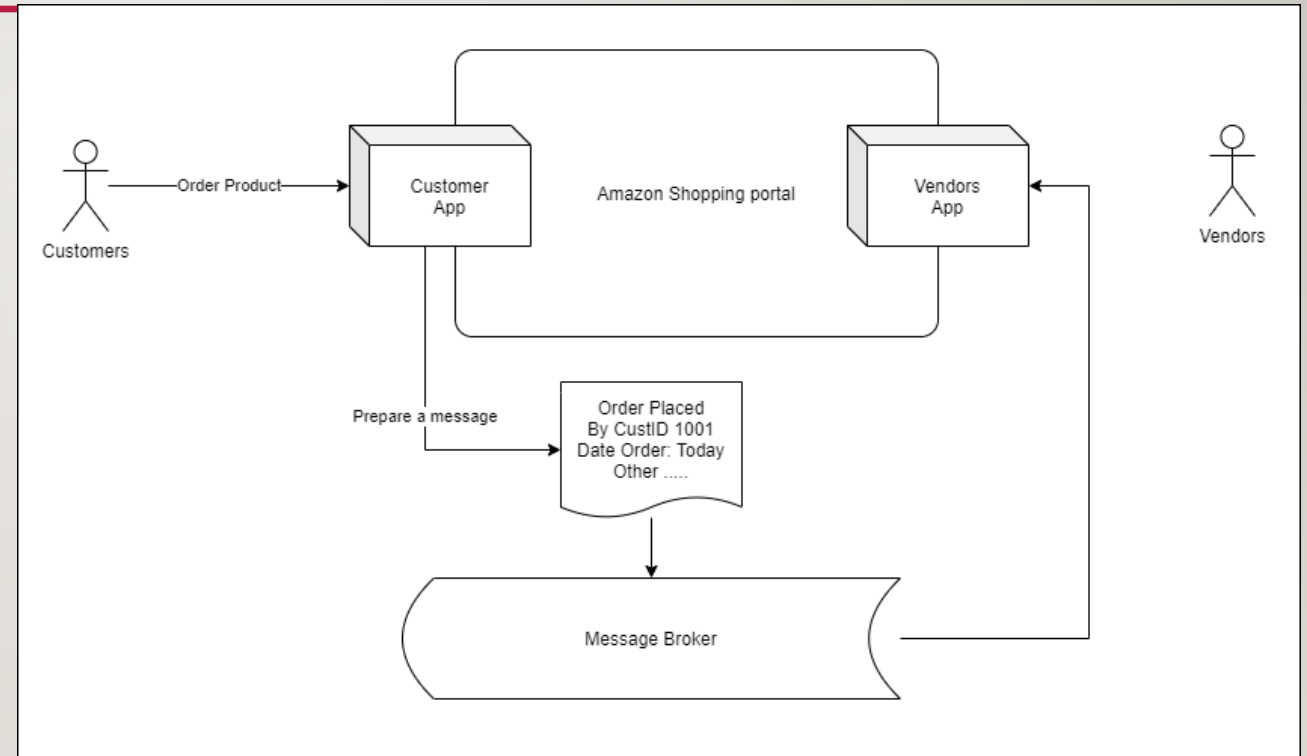 Order Product
Customers
Customer
App
Amazon Shopping portal
Vendors
App
Vendors
Prepare a message
Order Placed
By CustID 1001
Date Order: Today
Other .....
Message Broker